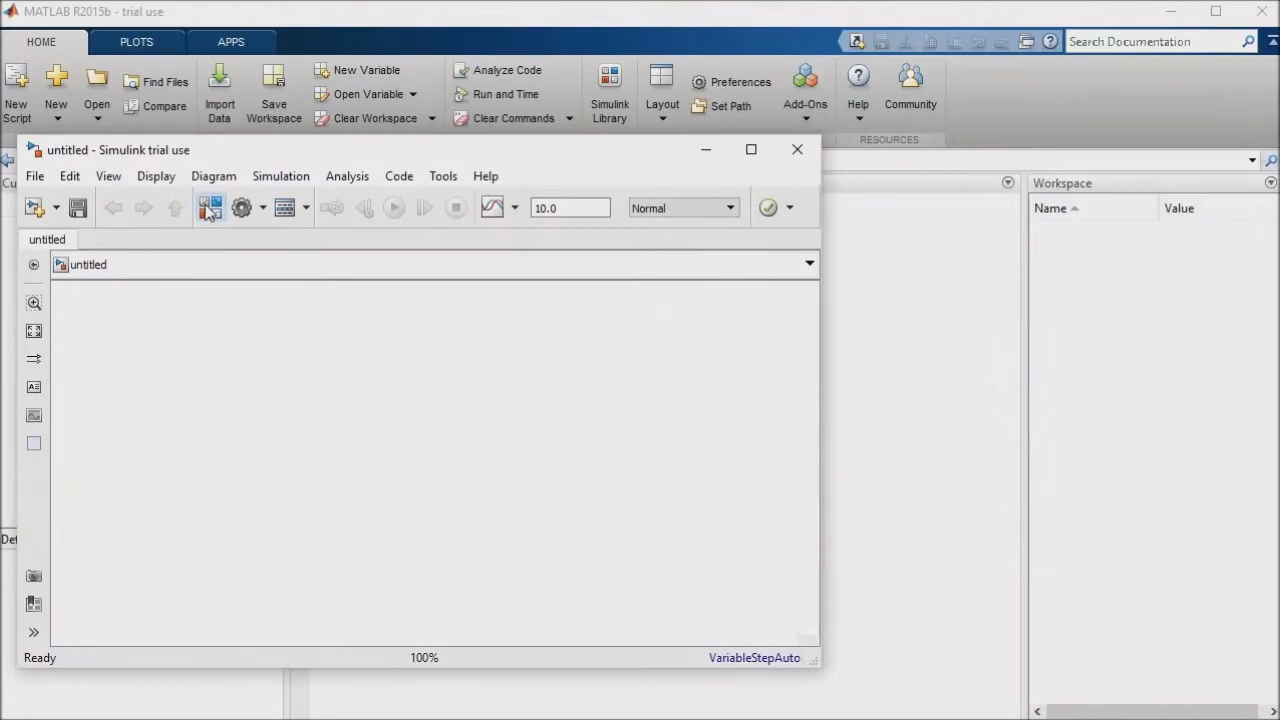 MATLAB R2015b - trial use
HOME PLOTS APPS Search Documentation
New Script New Open Find Files Compare Import Data Save Workspace New Variable Open Variable Clear Workspace Analyze Code Run and Time Clear Commands Simulink Library Layout Preferences Set Path Add-Ons Help Community
RESOURCES
untitled - Simulink trial use
File Edit View Display Diagram Simulation Analysis Code Tools Help
10.0 Normal
untitled
untitled
Ready 100% VariableStepAuto
Workspace
Name Value